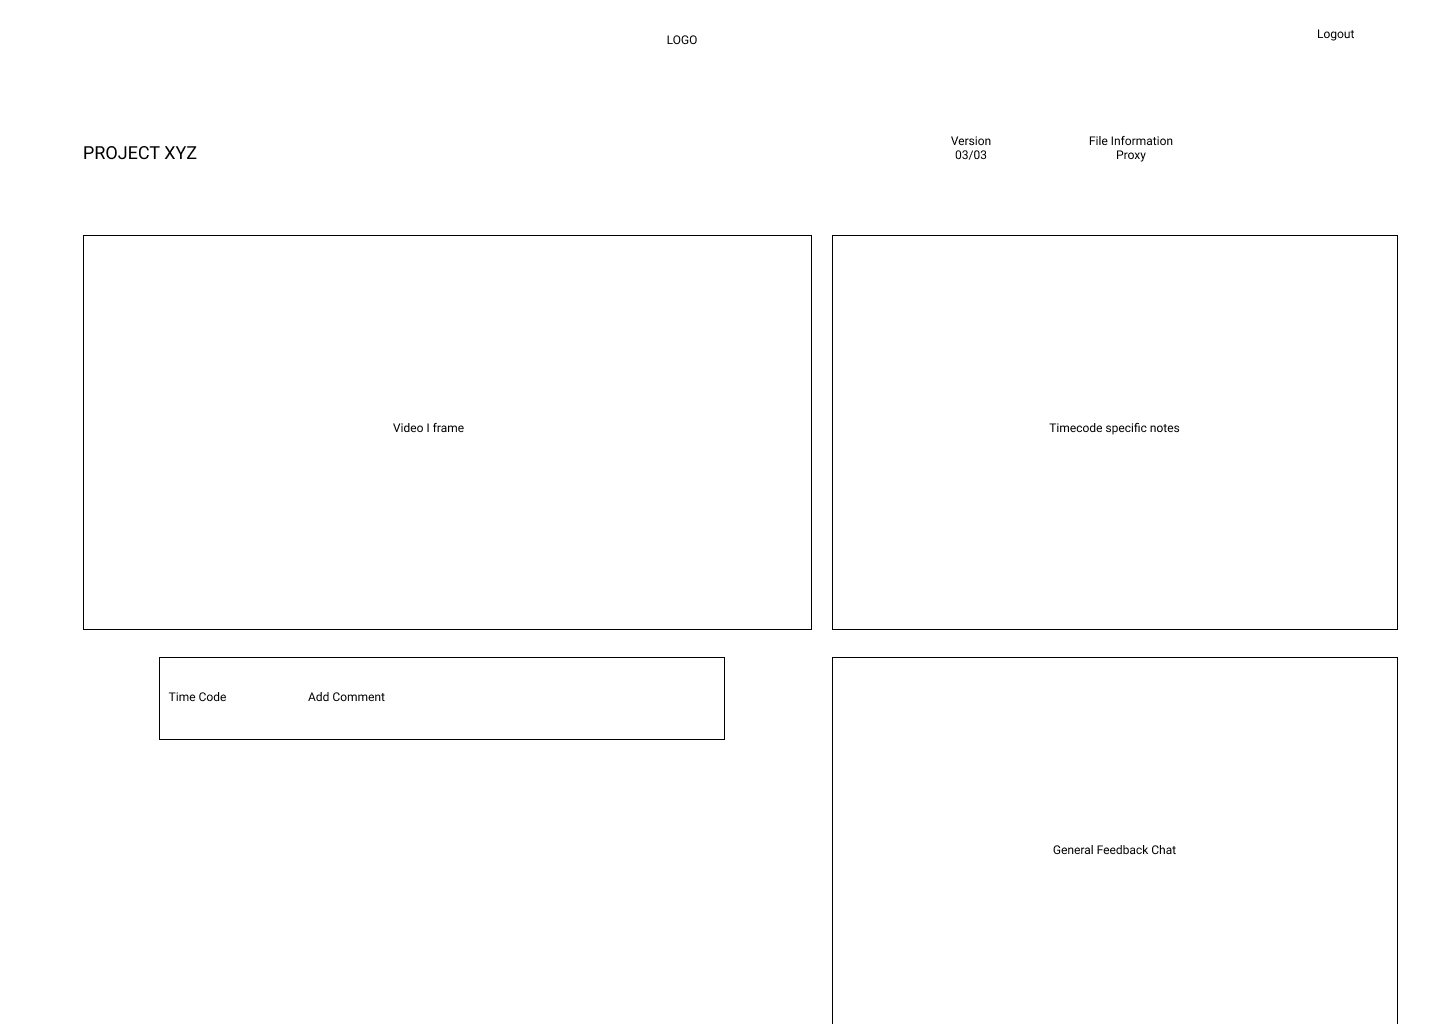 LOGO
Logout
PROJECT XYZ
Version
03/03
File Information
Proxy
Video I frame
Timecode specific notes
Time Code
Add Comment
General Feedback Chat